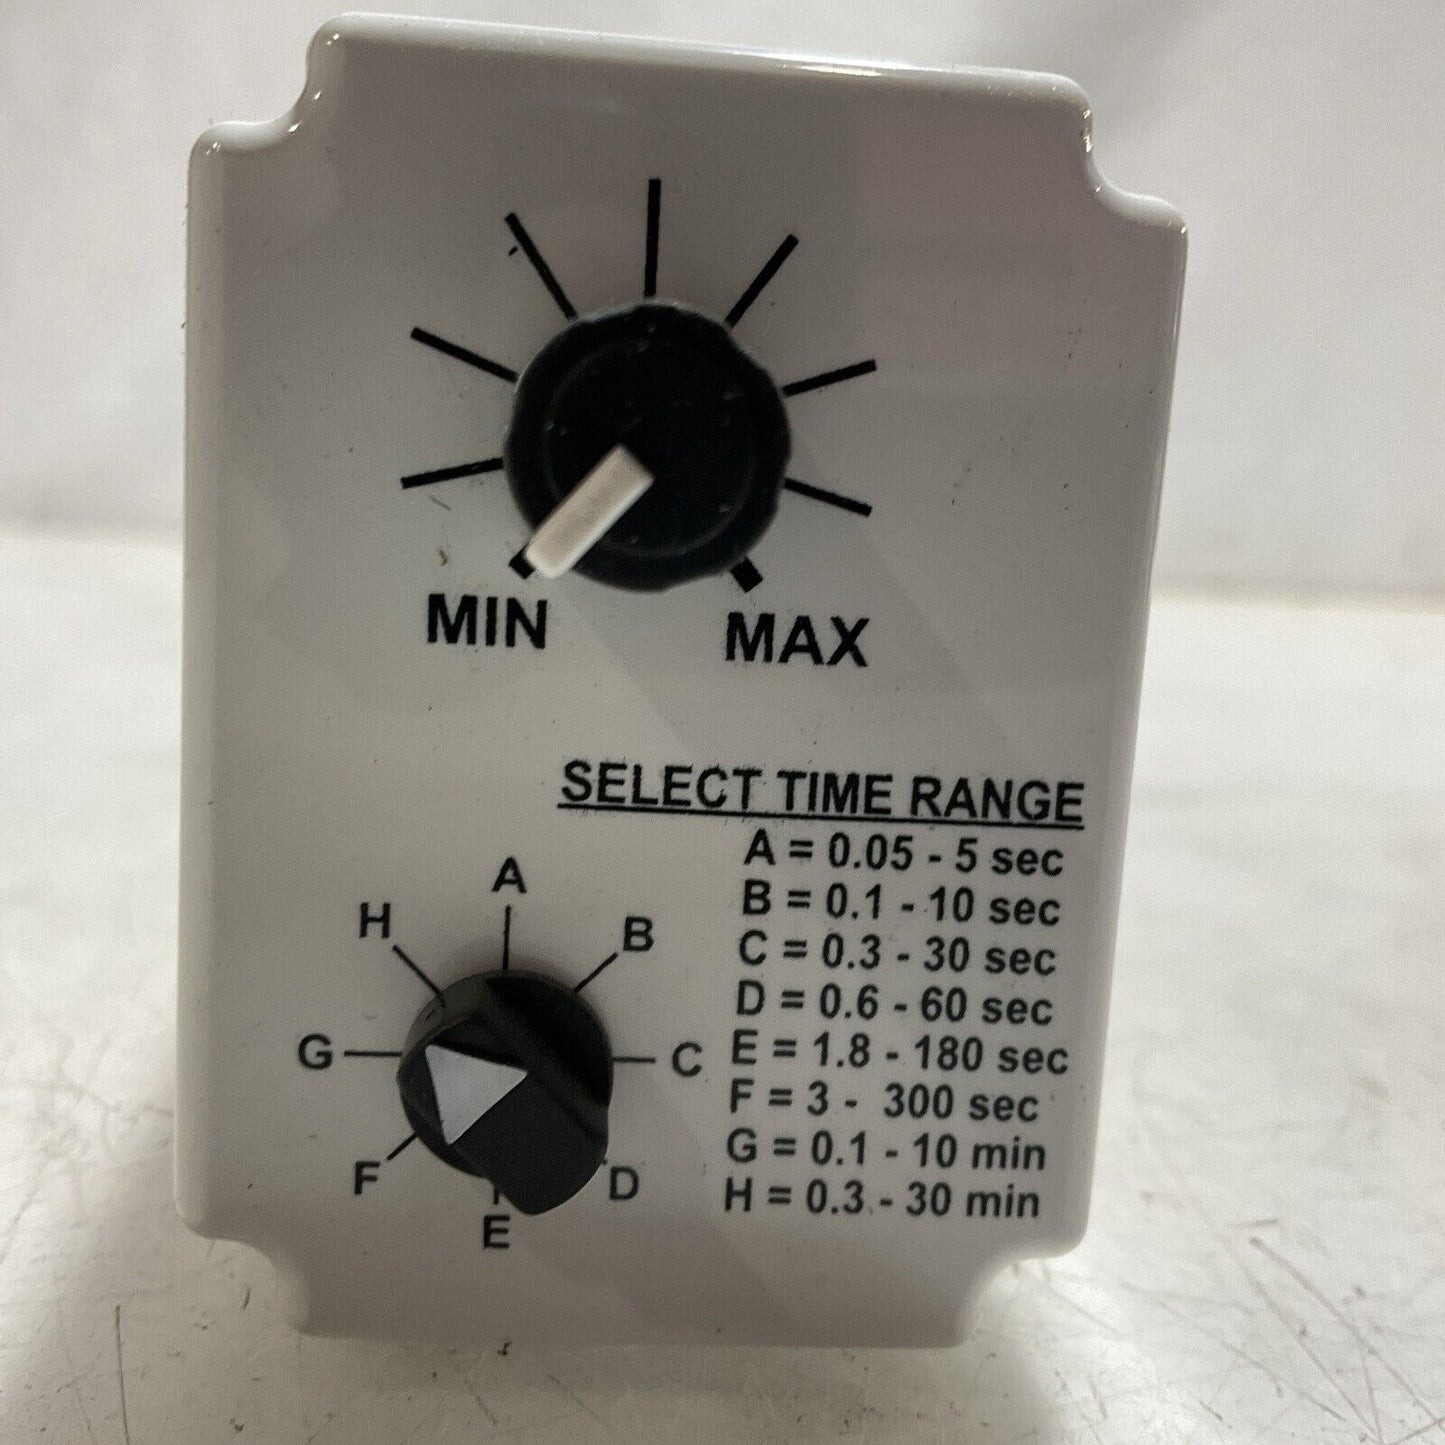 MIN
MAX
SELECT TIME RANGE
A = 0.05 - 5 sec
B = 0.1 - 10 sec
C = 0.3 - 30 sec
D = 0.6 - 60 sec
E = 1.8 - 180 sec
F = 3 - 300 sec
G = 0.1 - 10 min
H = 0.3 - 30 min
A
B
C
D
E
F
G
H